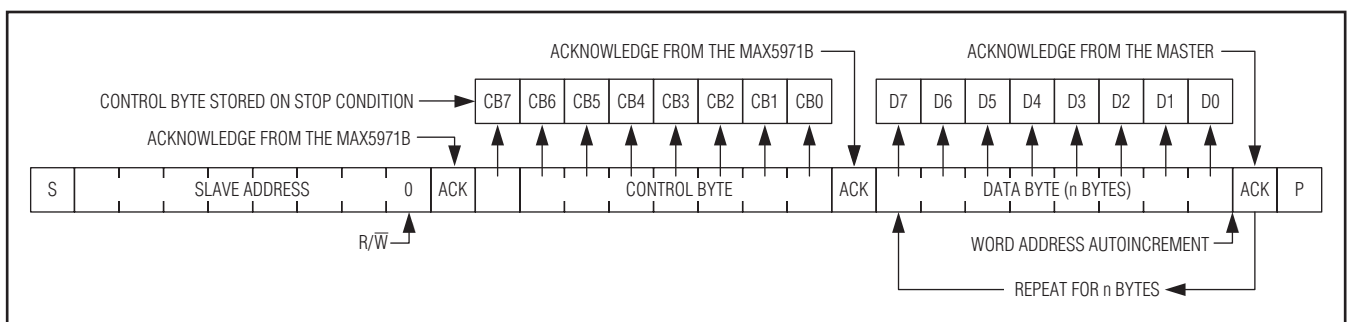 ACKNOWLEDGE FROM THE MAX5971B
ACKNOWLEDGE FROM THE MASTER
CONTROL BYTE STORED ON STOP CONDITION
CB7 CB6 CB5 CB4 CB3 CB2 CB1 CB0
D7 D6 D5 D4 D3 D2 D1 D0
ACKNOWLEDGE FROM THE MAX5971B
S SLAVE ADDRESS 0 ACK CONTROL BYTE ACK DATA BYTE (n BYTES) ACK P
R/W̅
WORD ADDRESS AUTOINCREMENT
REPEAT FOR n BYTES